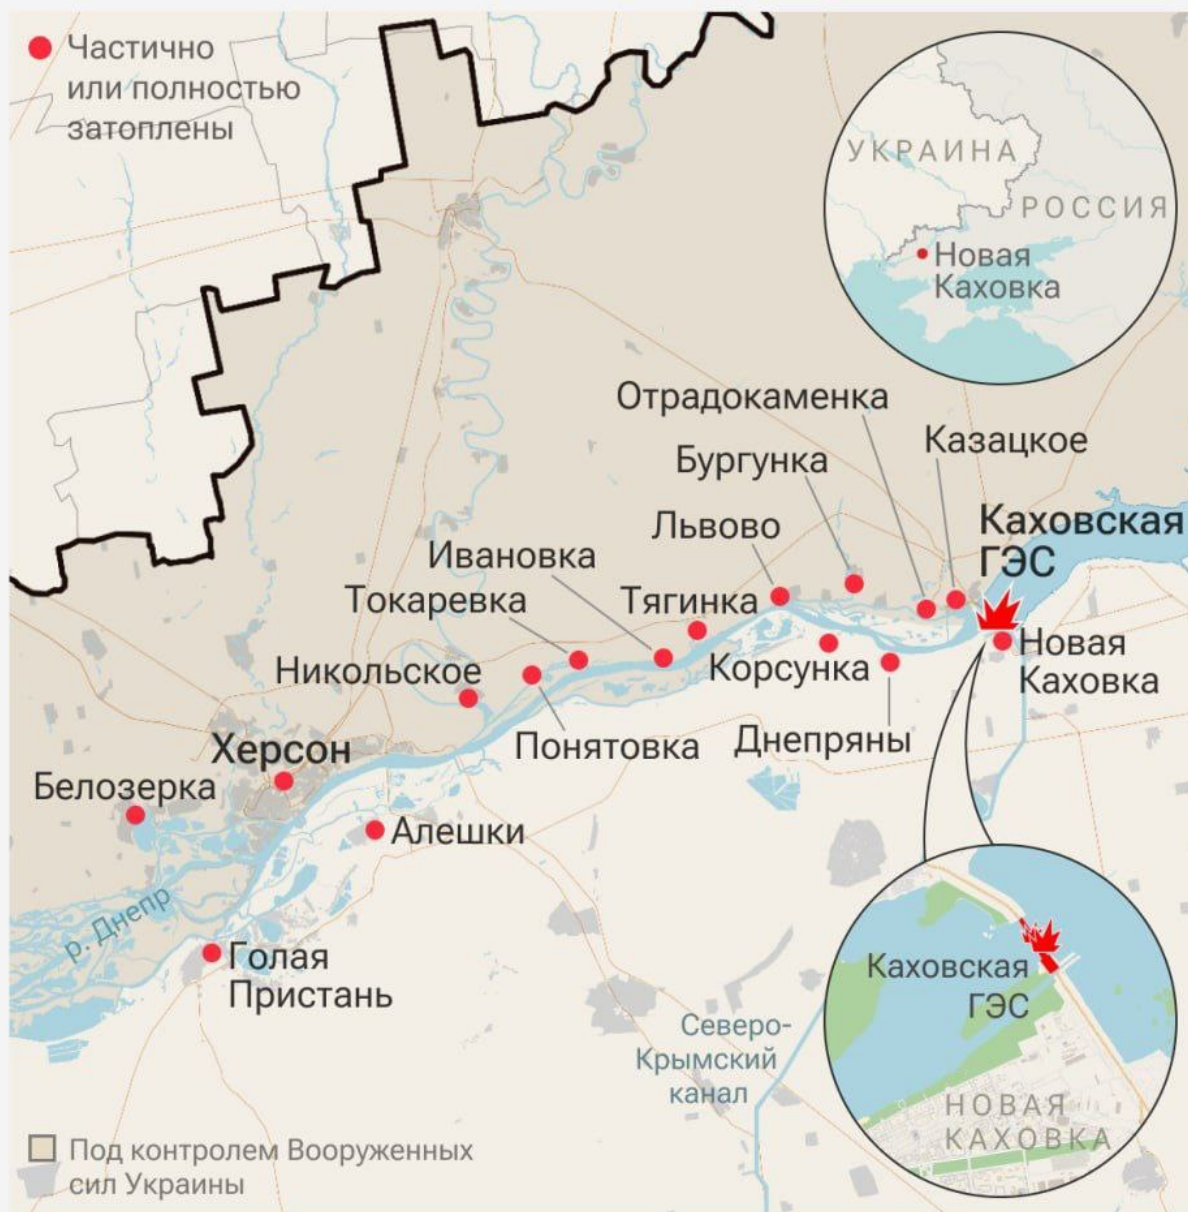 Частично
или полностью
затоплены
УКРАИНА
РОССИЯ
Новая
Каховка
Отрадокаменка
Казацкое
Бургунка
Каховская
ГЭС
Львово
Ивановка
Токаревка
Тягинка
Никольское
Корсунка
Новая
Каховка
Понятовка
Днепряны
Херсон
Белозерка
Алешки
р. Днепр
Голая
Пристань
Каховская
ГЭС
Северо-
Крымский
канал
НОВАЯ
КАХОВКА
Под контролем Вооруженных
сил Украины